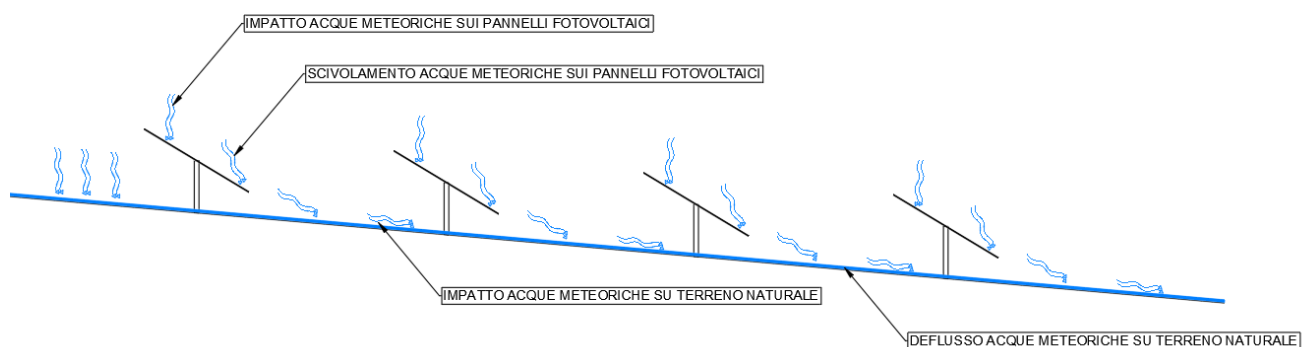 IMPATTO ACQUE METEORICHE SUI PANNELLI FOTOVOLTAICI
SCIVOLAMENTO ACQUE METEORICHE SUI PANNELLI FOTOVOLTAICI
IMPATTO ACQUE METEORICHE SU TERRENO NATURALE
DEFLUSSO ACQUE METEORICHE SU TERRENO NATURALE